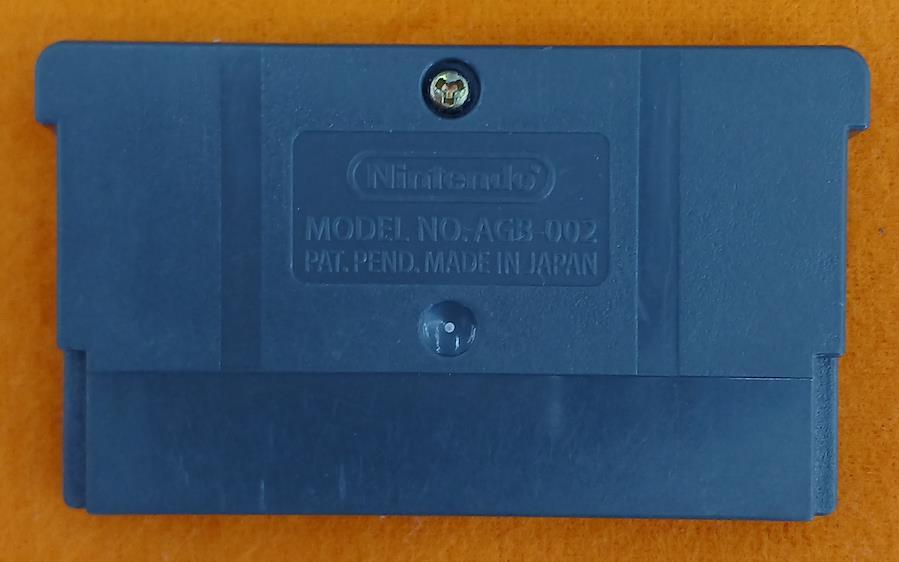 Nintendo
MODEL NO. AGB-002
PAT. PEND. MADE IN JAPAN